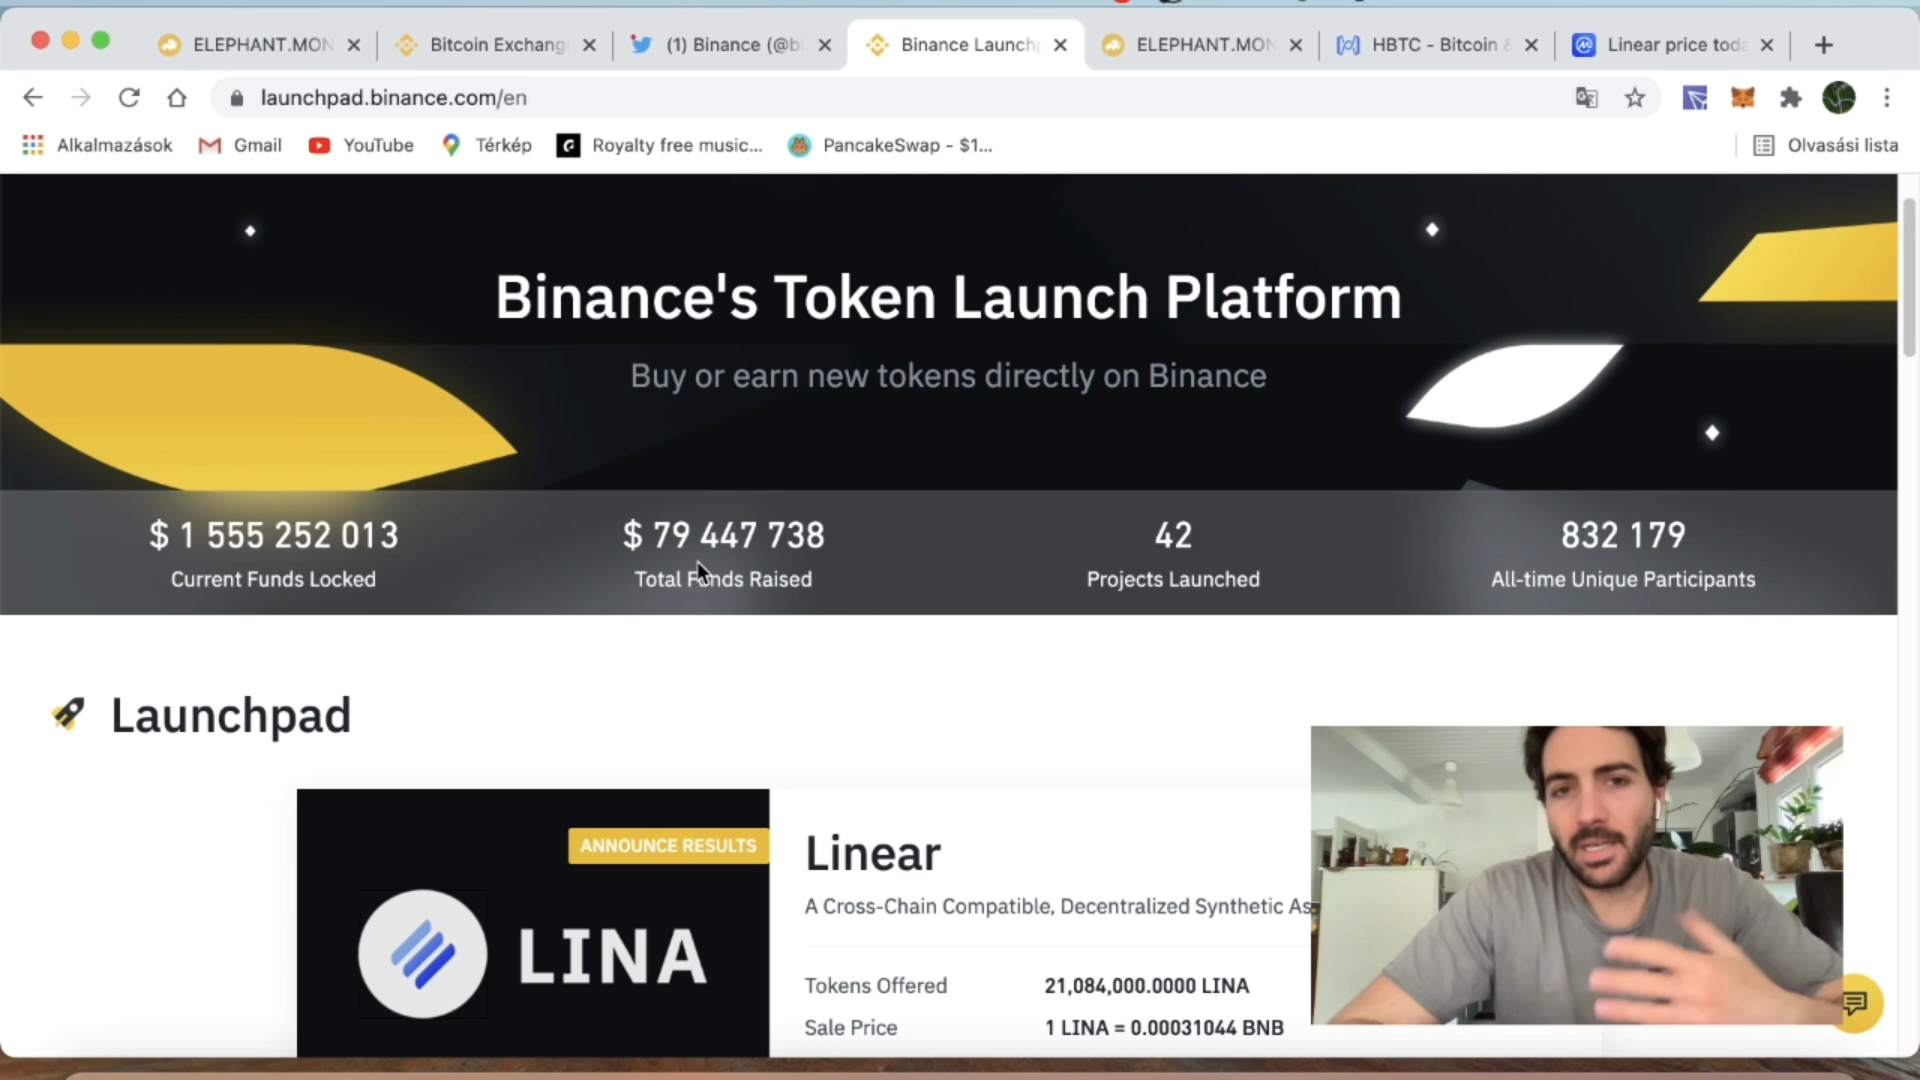 ELEPHANT.MON
Bitcoin Exchang
(1) Binance (@bi
Binance Launchp
ELEPHANT.MON
HBTC - Bitcoin &
Linear price toda
launchpad.binance.com/en
Alkalmazások
Gmail
YouTube
Térkép
Royalty free music...
PancakeSwap - $1...
Olvasási lista
Binance's Token Launch Platform
Buy or earn new tokens directly on Binance
$ 1 555 252 013
$ 79 447 738
42
832 179
Current Funds Locked
Total Funds Raised
Projects Launched
All-time Unique Participants
Launchpad
ANNOUNCE RESULTS
LINA
Linear
A Cross-Chain Compatible, Decentralized Synthetic As
Tokens Offered
21,084,000.0000 LINA
Sale Price
1 LINA = 0.00031044 BNB